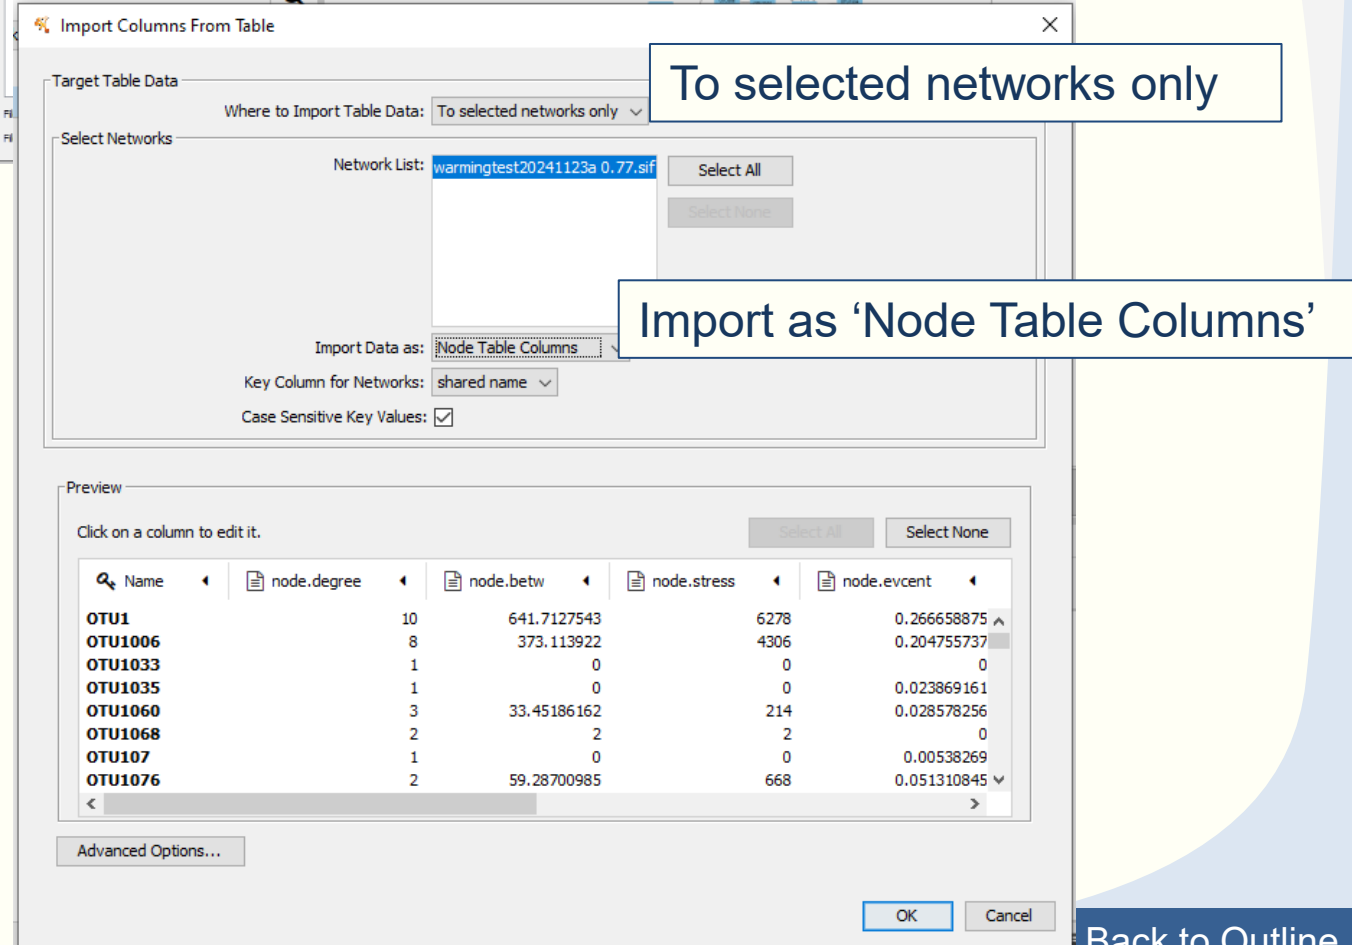 Import Columns From Table
To selected networks only
Target Table Data
Where to Import Table Data: To selected networks only
Select Networks
Network List: warmingtest20241123a 0.77.sif Select All
Select None
Import as ‘Node Table Columns’
Import Data as: Node Table Columns
Key Column for Networks: shared name
Case Sensitive Key Values:
Preview
Click on a column to edit it. Select All Select None
Name node.degree node.betw node.stress node.evcent
OTU1 10 641.7127543 6278 0.266658875
OTU1006 8 373.113922 4306 0.204755737
OTU1033 1 0 0 0
OTU1035 1 0 0 0.023869161
OTU1060 3 33.45186162 214 0.028578256
OTU1068 2 2 2 0
OTU107 1 0 0 0.00538269
OTU1076 2 59.28700985 668 0.051310845
Advanced Options...
OK Cancel
Back to Outline